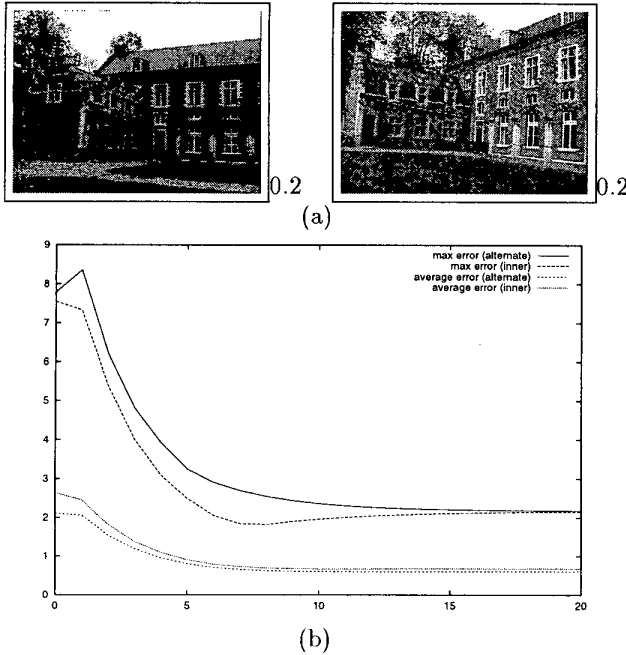 0.2
0.2
(a)
9
8
7
6
5
4
3
2
1
0
max error (alternate)
max error (inner)
average error (alternate)
average error (inner)
0
5
10
15
20
(b)